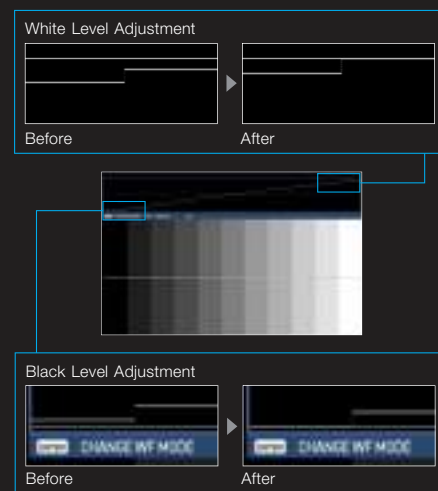 White Level Adjustment
Before After
Black Level Adjustment
CHANGE WF MODE CHANGE WF MODE
Before After